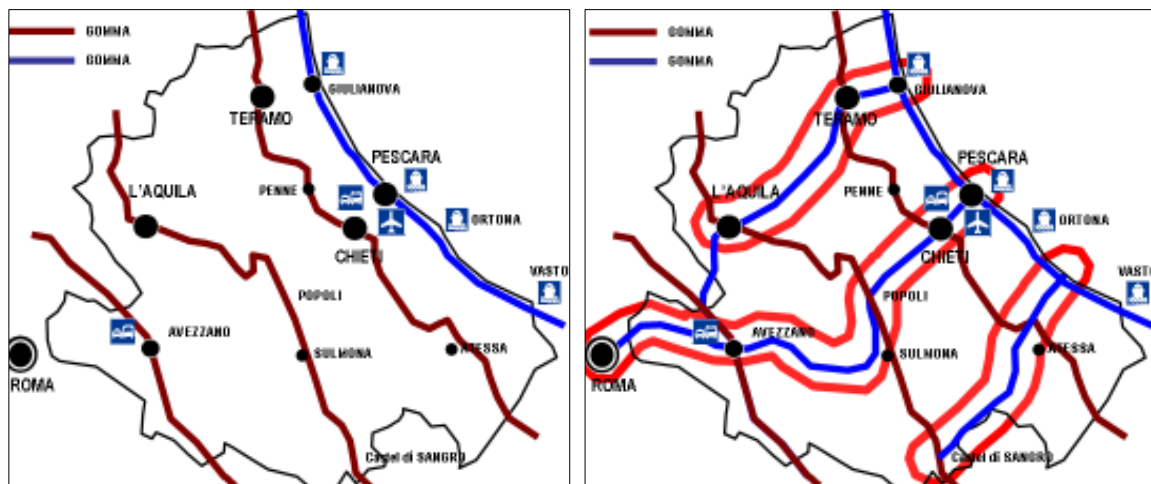 GOMMA
GOMMA
GIULIANOVA
TERAMO
PESCARA
PENNE
L'AQUILA
ORTONA
CHIETI
VASTO
POPOLI
AVEZZANO
SULMONA
ATESSA
ROMA
Castel di SANGRO
GOMMA
GOMMA
GIULIANOVA
TERAMO
PESCARA
PENNE
L'AQUILA
ORTONA
CHIETI
VASTO
POPOLI
AVEZZANO
SULMONA
ATESSA
ROMA
Castel di SANGRO